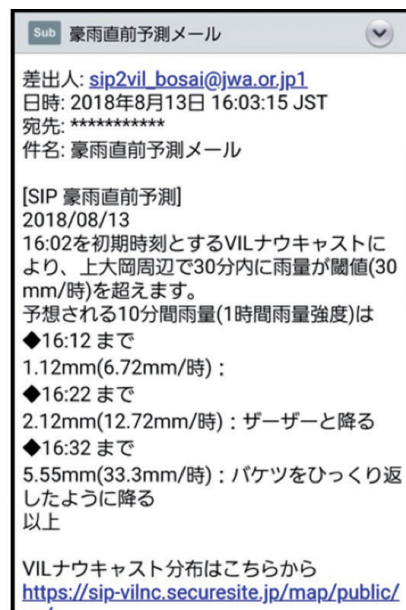 Sub 豪雨直前予測メール
差出人: sip2vil_bosai@jwa.or.jp1
日時: 2018年8月13日 16:03:15 JST
宛先: ***********
件名: 豪雨直前予測メール
[SIP 豪雨直前予測]
2018/08/13
16:02を初期時刻とするVILナウキャストに
より、上大岡周辺で30分内に雨量が閾値(30
mm/時)を超えます。
予想される10分間雨量(1時間雨量強度)は
◆16:12 まで
1.12mm(6.72mm/時)：
◆16:22 まで
2.12mm(12.72mm/時)：ザーザーと降る
◆16:32 まで
5.55mm(33.3mm/時)：バケツをひっくり返
したように降る
以上
VILナウキャスト分布はこちらから
https://sip-vilnc.securesite.jp/map/public/